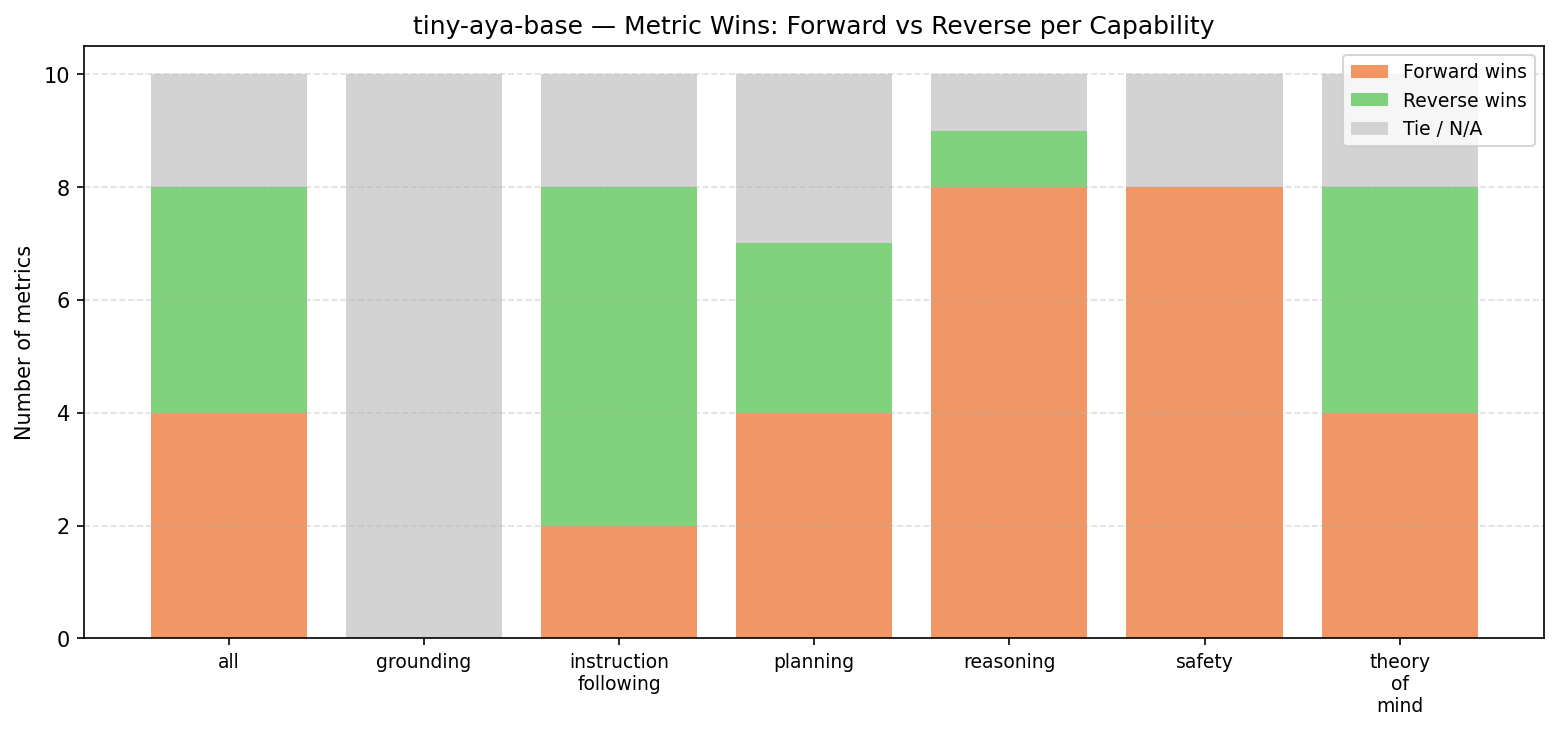 tiny-aya-base — Metric Wins: Forward vs Reverse per Capability
Forward wins
Reverse wins
Tie / N/A
Number of metrics
10
8
6
4
2
0
all
grounding
instruction
following
planning
reasoning
safety
theory
of
mind